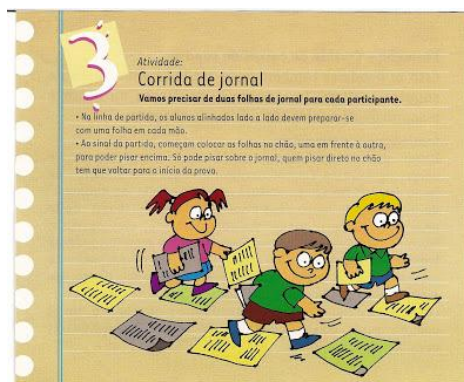 3
Atividade:
Corrida de jornal
Vamos precisar de duas folhas de jornal para cada participante.
• Na linha de partida, os alunos alinhados lado a lado devem preparar-se
com uma folha em cada mão.
• Ao sinal da partida, começam colocar as folhas no chão, uma em frente à outra,
para poder pisar encima. Só pode pisar sobre o jornal, quem pisar direto no chão
tem que voltar para o início da prova.